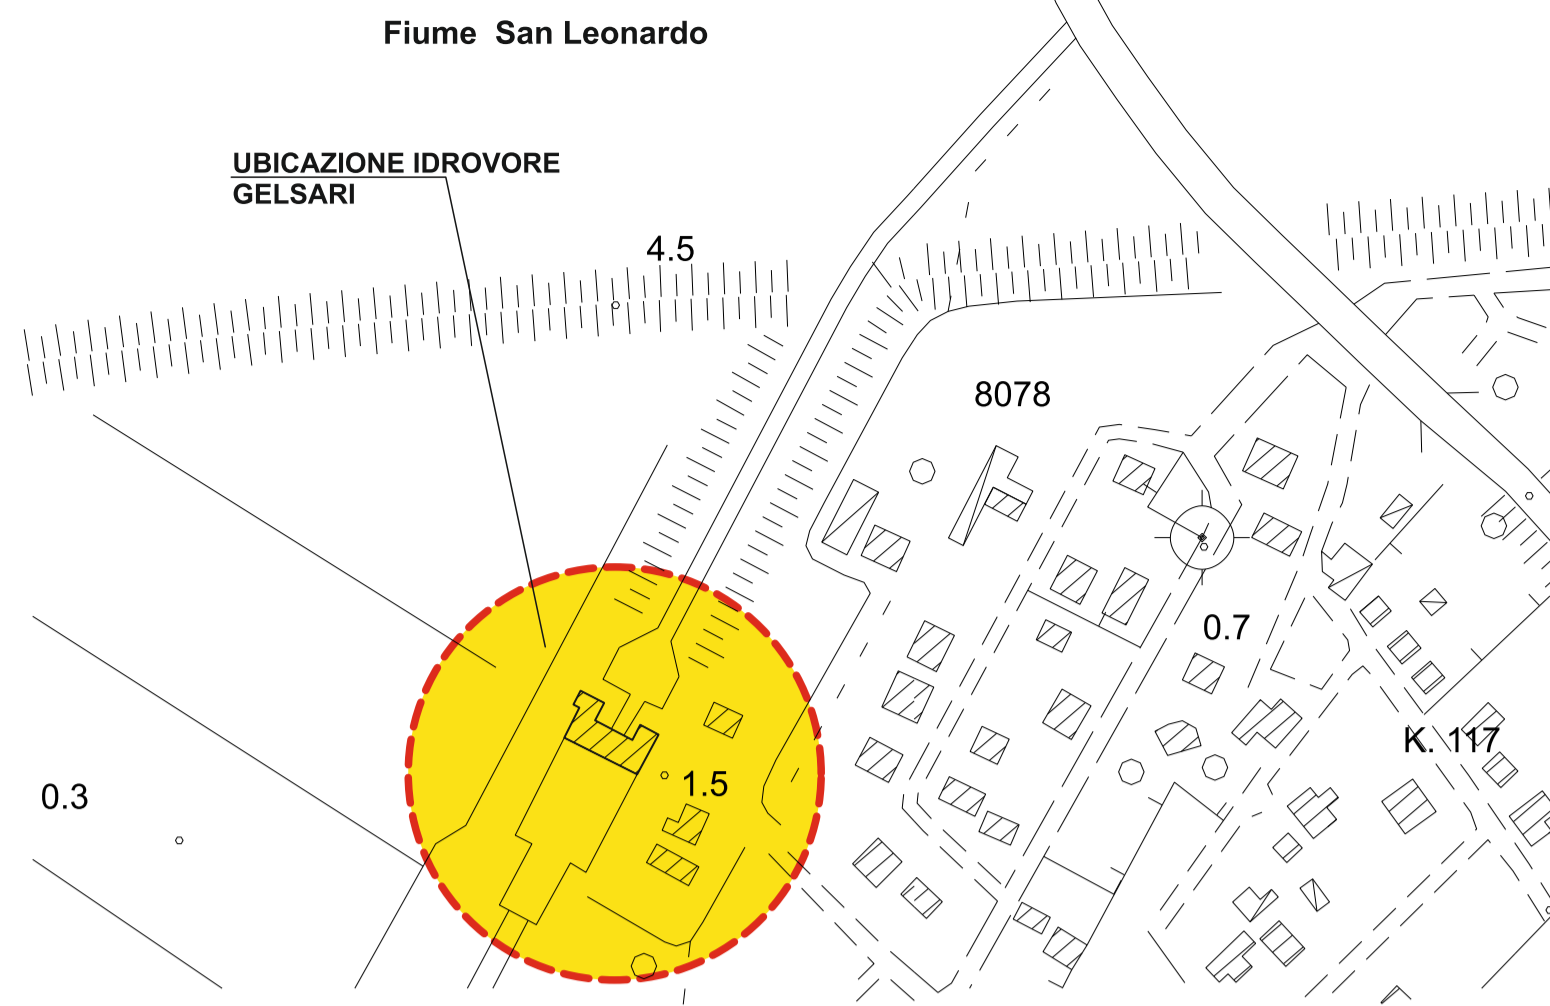 Fiume San Leonardo
UBICAZIONE IDROVORE
GELSARI
4.5
8078
0.7
K. 117
1.5
0.3